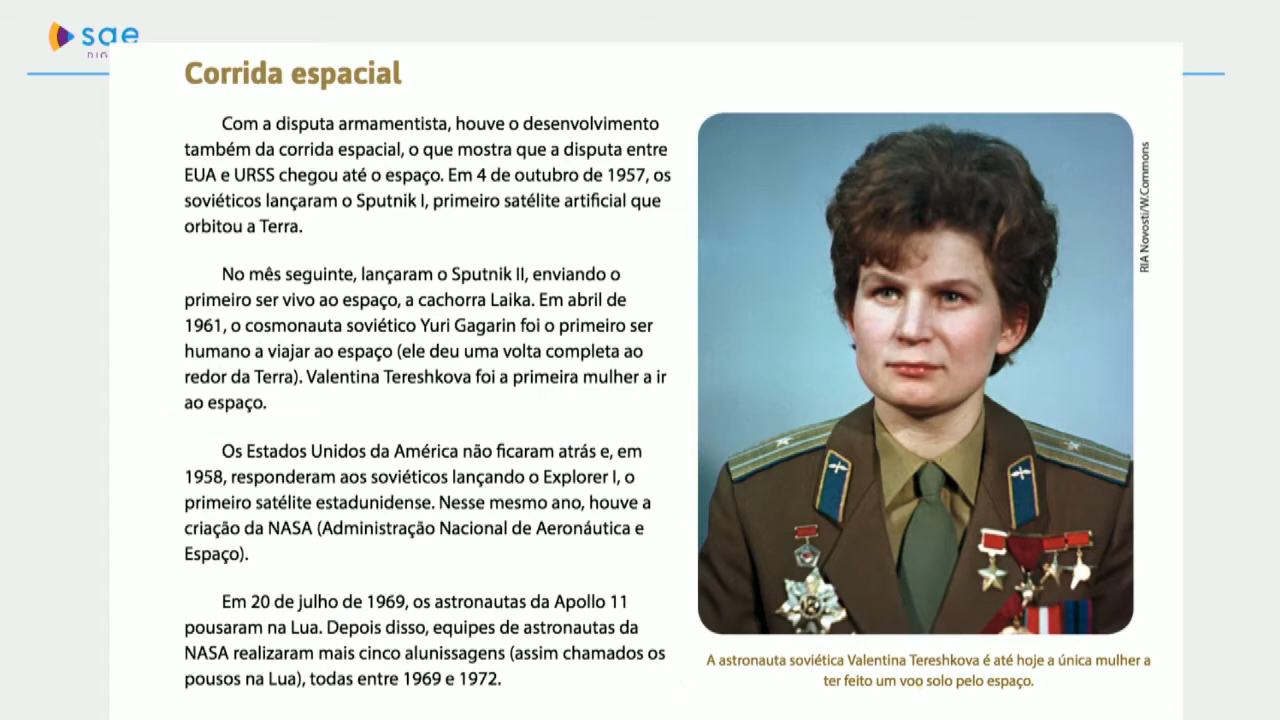 sae
DIG
Corrida espacial
Com a disputa armamentista, houve o desenvolvimento
também da corrida espacial, o que mostra que a disputa entre
EUA e URSS chegou até o espaço. Em 4 de outubro de 1957, os
soviéticos lançaram o Sputnik I, primeiro satélite artificial que
orbitou a Terra.
No mês seguinte, lançaram o Sputnik II, enviando o
primeiro ser vivo ao espaço, a cachorra Laika. Em abril de
1961, o cosmonauta soviético Yuri Gagarin foi o primeiro ser
humano a viajar ao espaço (ele deu uma volta completa ao
redor da Terra). Valentina Tereshkova foi a primeira mulher a ir
ao espaço.
Os Estados Unidos da América não ficaram atrás e, em
1958, responderam aos soviéticos lançando o Explorer I, o
primeiro satélite estadunidense. Nesse mesmo ano, houve a
criação da NASA (Administração Nacional de Aeronáutica e
Espaço).
Em 20 de julho de 1969, os astronautas da Apollo 11
pousaram na Lua. Depois disso, equipes de astronautas da
NASA realizaram mais cinco alunissagens (assim chamados os
pousos na Lua), todas entre 1969 e 1972.
RIA Novosti/W.Commons
A astronauta soviética Valentina Tereshkova é até hoje a única mulher a
ter feito um voo solo pelo espaço.